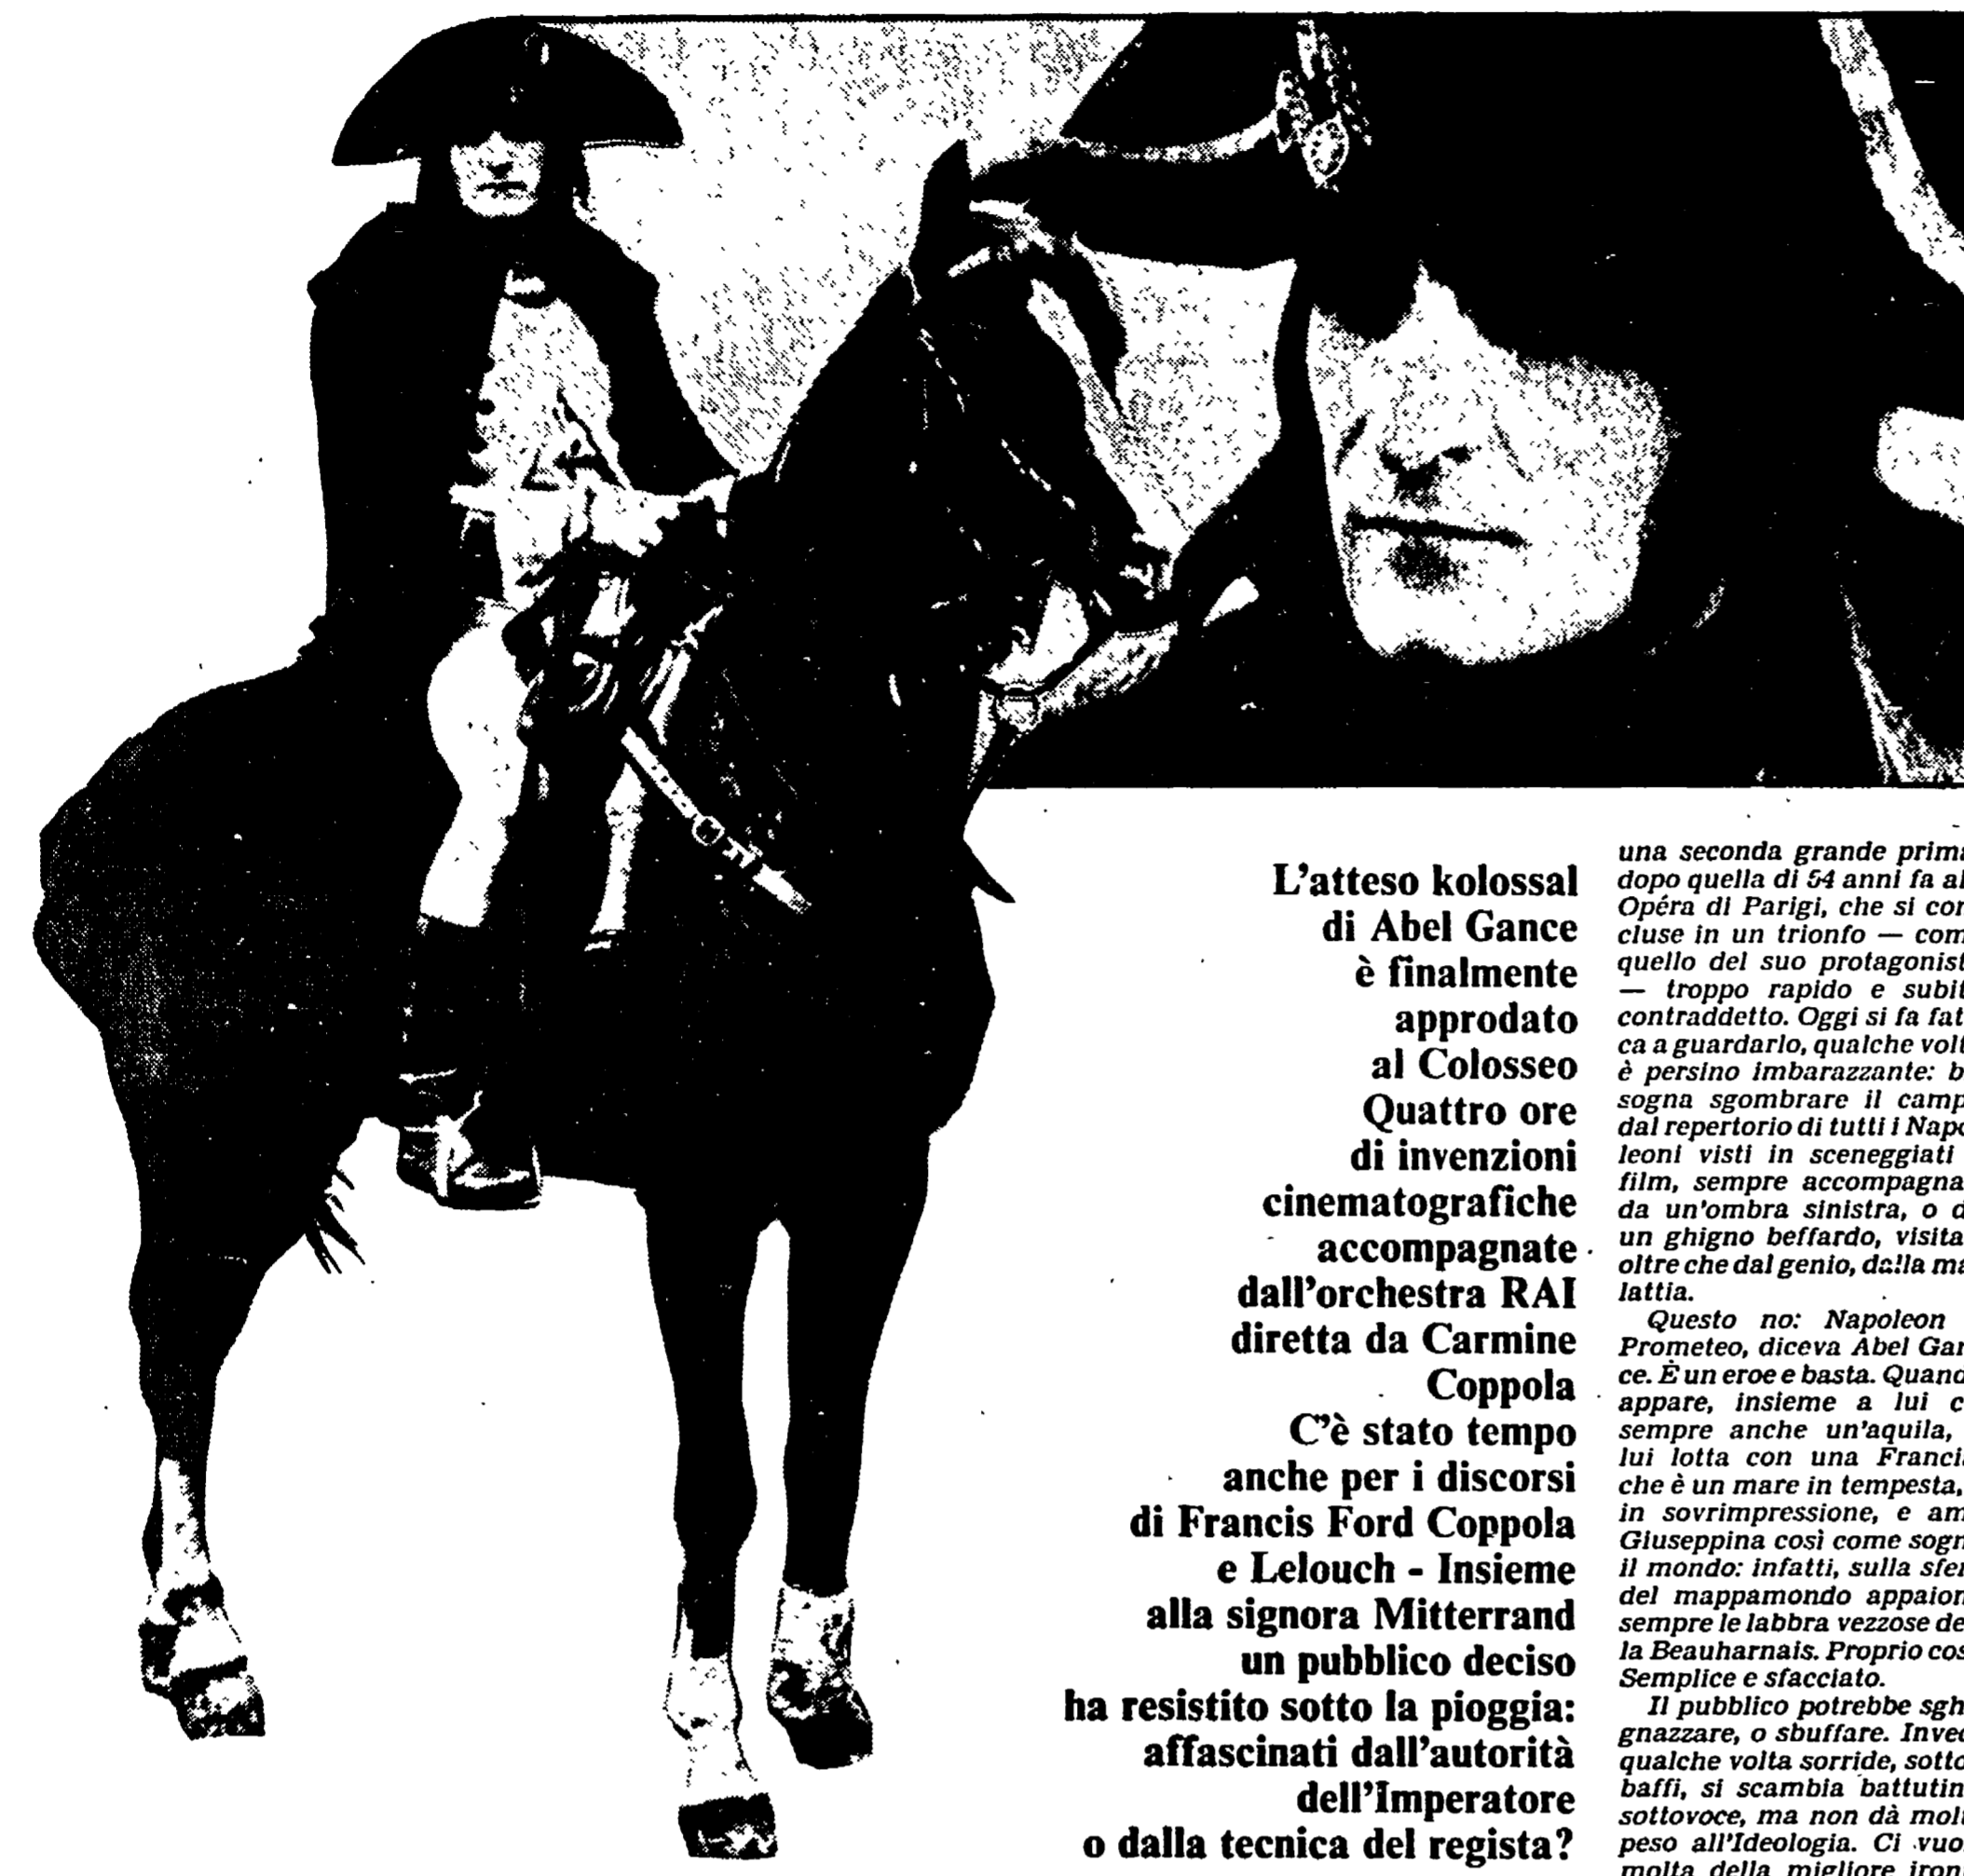 L'atteso kolossal
di Abel Gance
è finalmente
approdato
al Colosseo
Quattro ore
di invenzioni
cinematografiche
accompagnate
dall'orchestra RAI
diretta da Carmine
Coppola
C'è stato tempo
anche per i discorsi
di Francis Ford Coppola
e Lelouch - Insieme
alla signora Mitterrand
un pubblico deciso
ha resistito sotto la pioggia:
affascinati dall'autorità
dell'Imperatore
o dalla tecnica del regista?
una seconda grande prima
dopo quella di 54 anni fa al
Opéra di Parigi, che si con
cluse in un trionfo — com
quello del suo protagonist
— troppo rapido e subit
contraddetto. Oggi si fa fat
ca a guardarlo, qualche volt
è persino imbarazzante: b
sogna sgombrare il camp
dal repertorio di tutti i Napo
leoni visti in sceneggiati
film, sempre accompagna
da un'ombra sinistra, o d
un ghigno beffardo, visita
oltre che dal genio, dalla ma
lattia.
Questo no: Napoleon
Prometeo, diceva Abel Gan
ce. È un eroe e basta. Quand
appare, insieme a lui c
sempre anche un'aquila,
lui lotta con una Francia
che è un mare in tempesta,
in sovrimpressione, e am
Giuseppina così come sogn
il mondo: infatti, sulla sfer
del mappamondo appaion
sempre le labbra vezzose de
la Beauharnais. Proprio cos
Semplice e sfacciato.
Il pubblico potrebbe sghi
gnazzare, o sbuffare. Invec
qualche volta sorride, sotto
baffi, si scambia battutin
sottovoce, ma non dà molt
peso all'Ideologia. Ci vuol
molta della migliore iron